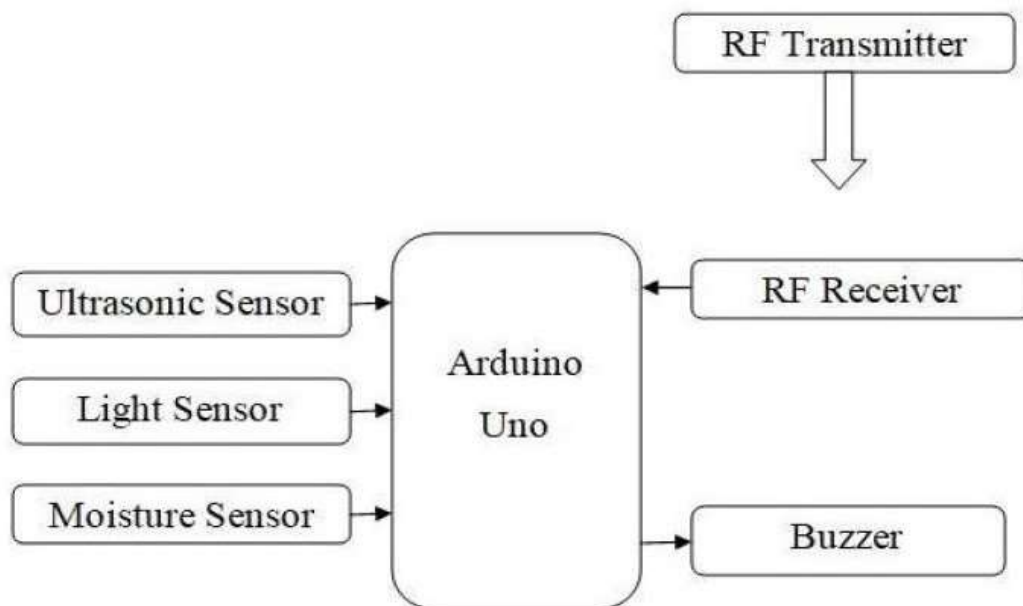 RF Transmitter
Ultrasonic Sensor
Light Sensor
Moisture Sensor
Arduino
Uno
RF Receiver
Buzzer